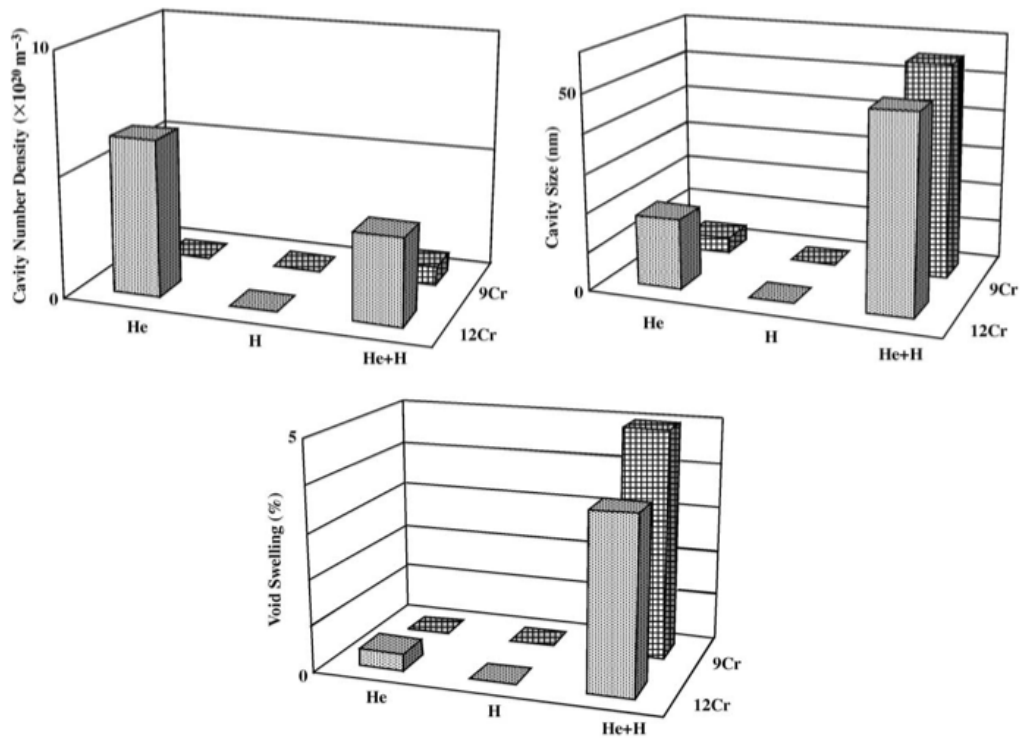 Cavity Number Density (×10²⁰ m⁻³)
10
0
He
H
He+H
9Cr
12Cr
Cavity Size (nm)
50
0
He
H
He+H
9Cr
12Cr
Void Swelling (%)
5
0
He
H
He+H
9Cr
12Cr